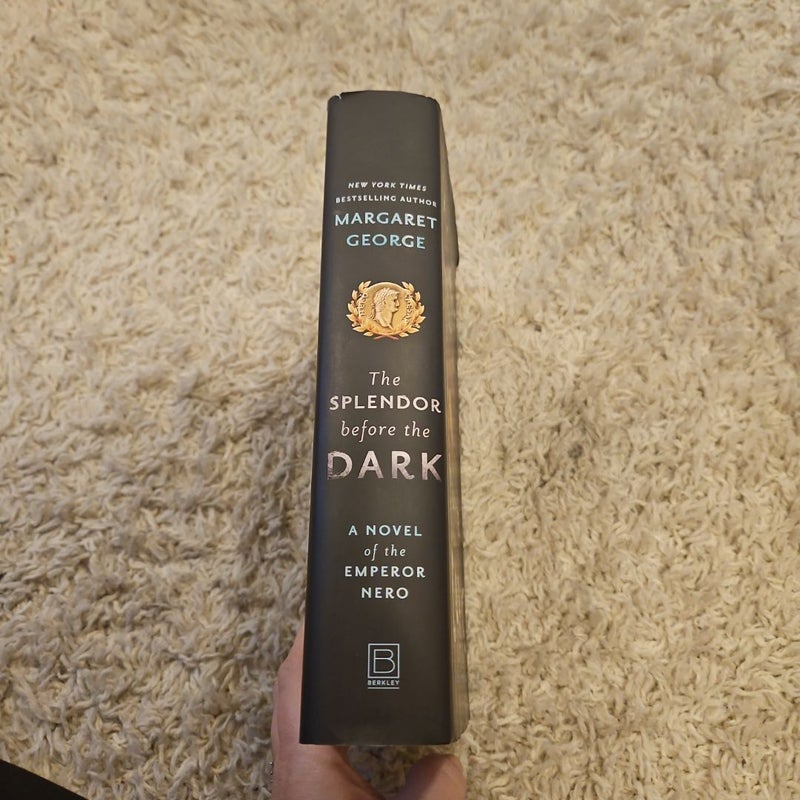 NEW YORK TIMES
BESTSELLING AUTHOR
MARGARET
GEORGE
The
SPLENDOR
before the
DARK
A NOVEL
of the
EMPEROR
NERO
B
BERKLEY